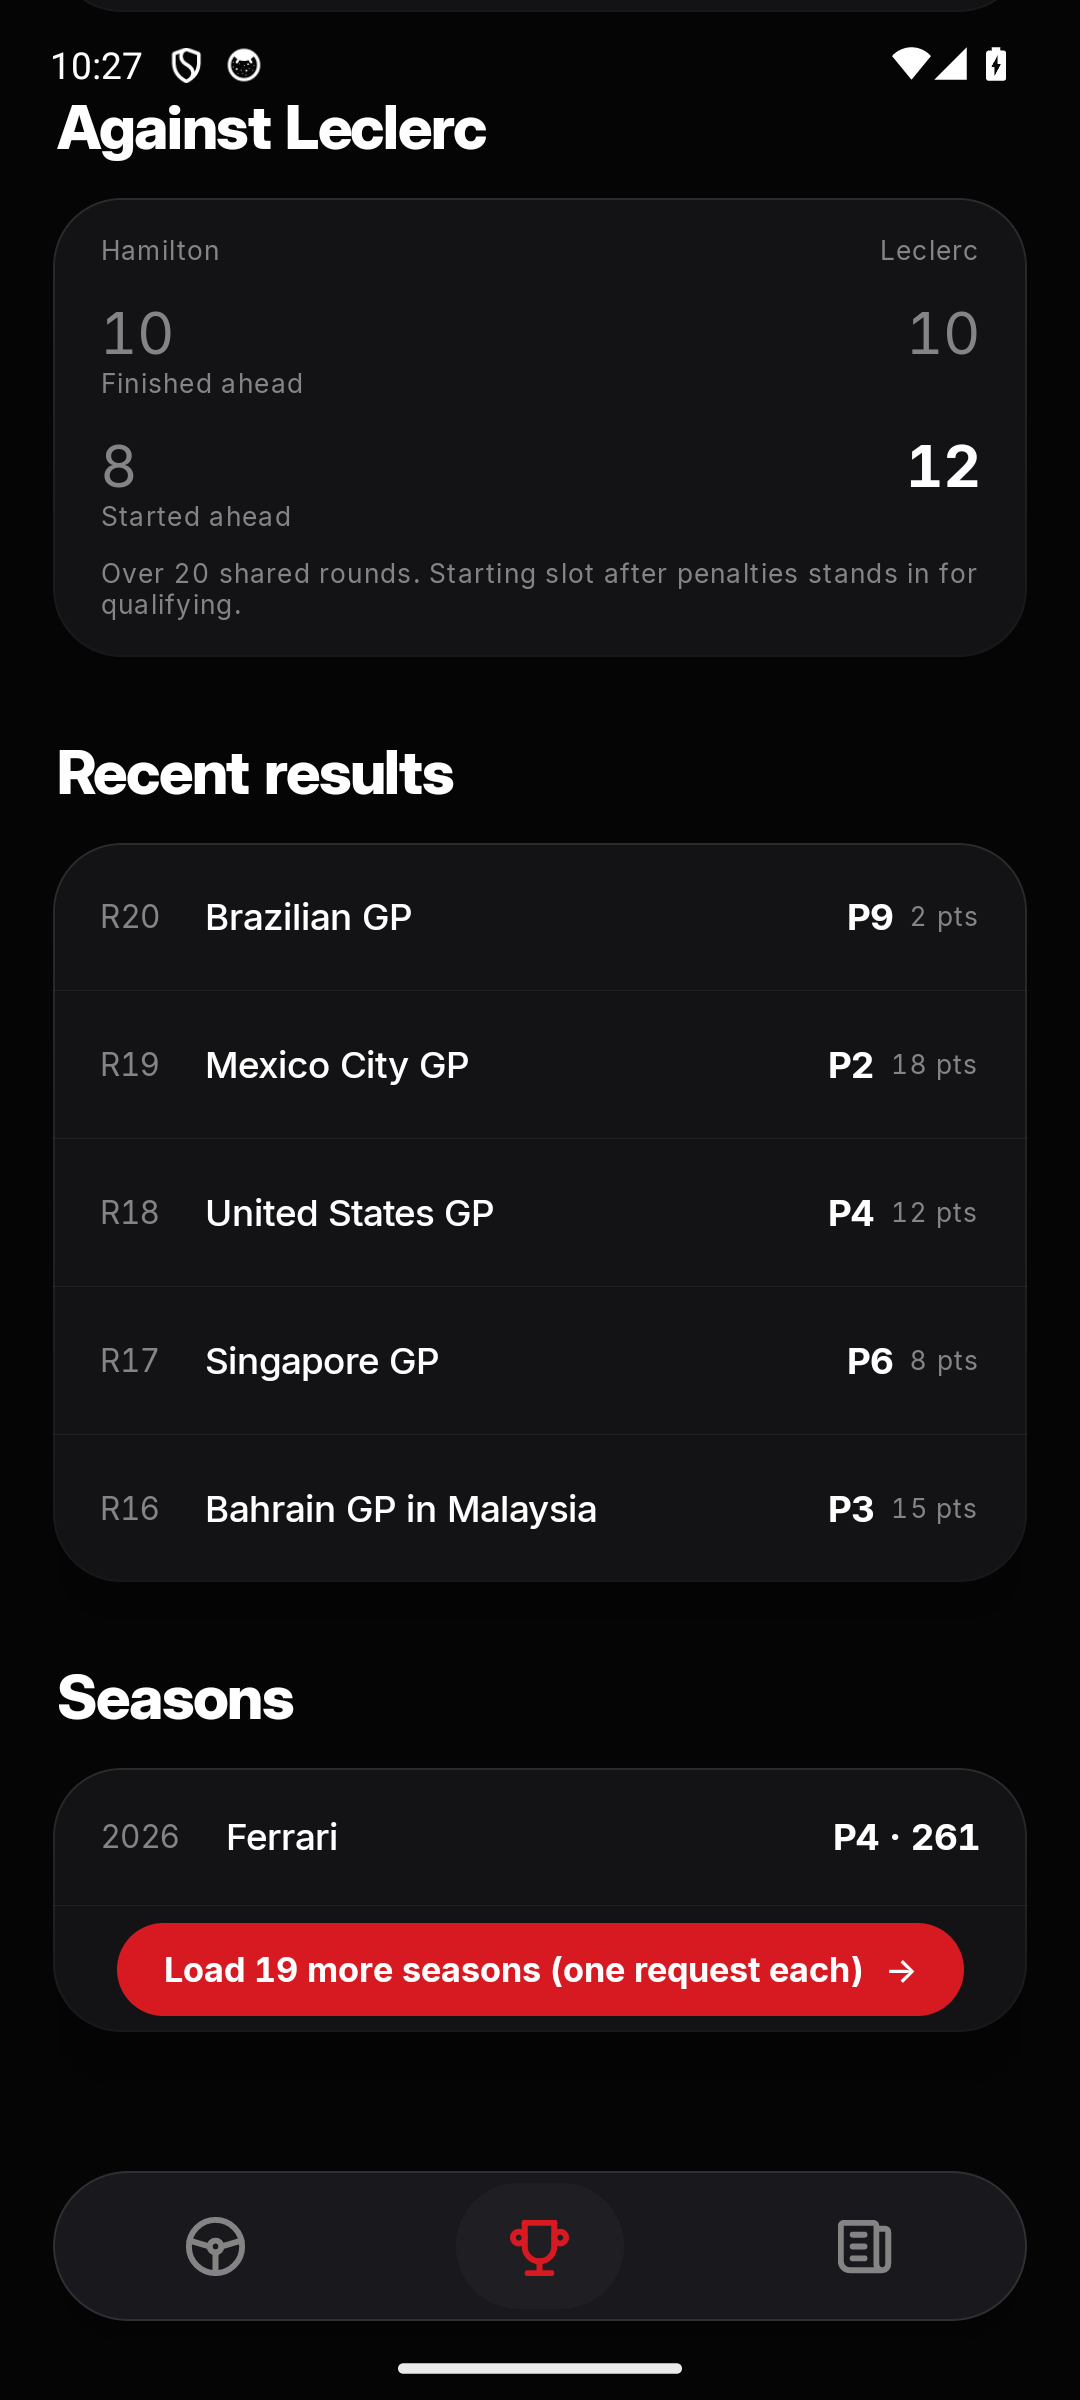 10:27
Against Leclerc
Hamilton Leclerc
10 10
Finished ahead
8 12
Started ahead
Over 20 shared rounds. Starting slot after penalties stands in for
qualifying.
Recent results
R20 Brazilian GP P9 2 pts
R19 Mexico City GP P2 18 pts
R18 United States GP P4 12 pts
R17 Singapore GP P6 8 pts
R16 Bahrain GP in Malaysia P3 15 pts
Seasons
2026 Ferrari P4 · 261
Load 19 more seasons (one request each) →